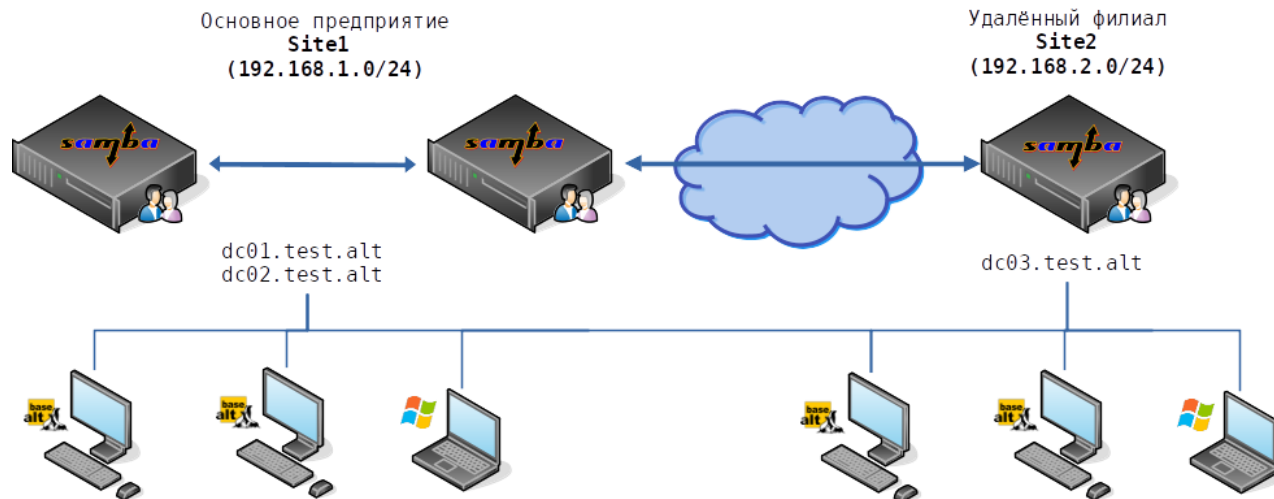 Основное предприятие
Site1
(192.168.1.0/24)
Удалённый филиал
Site2
(192.168.2.0/24)
samba
samba
samba
dc01.test.alt
dc02.test.alt
dc03.test.alt
base
alt
base
alt
base
alt
base
alt